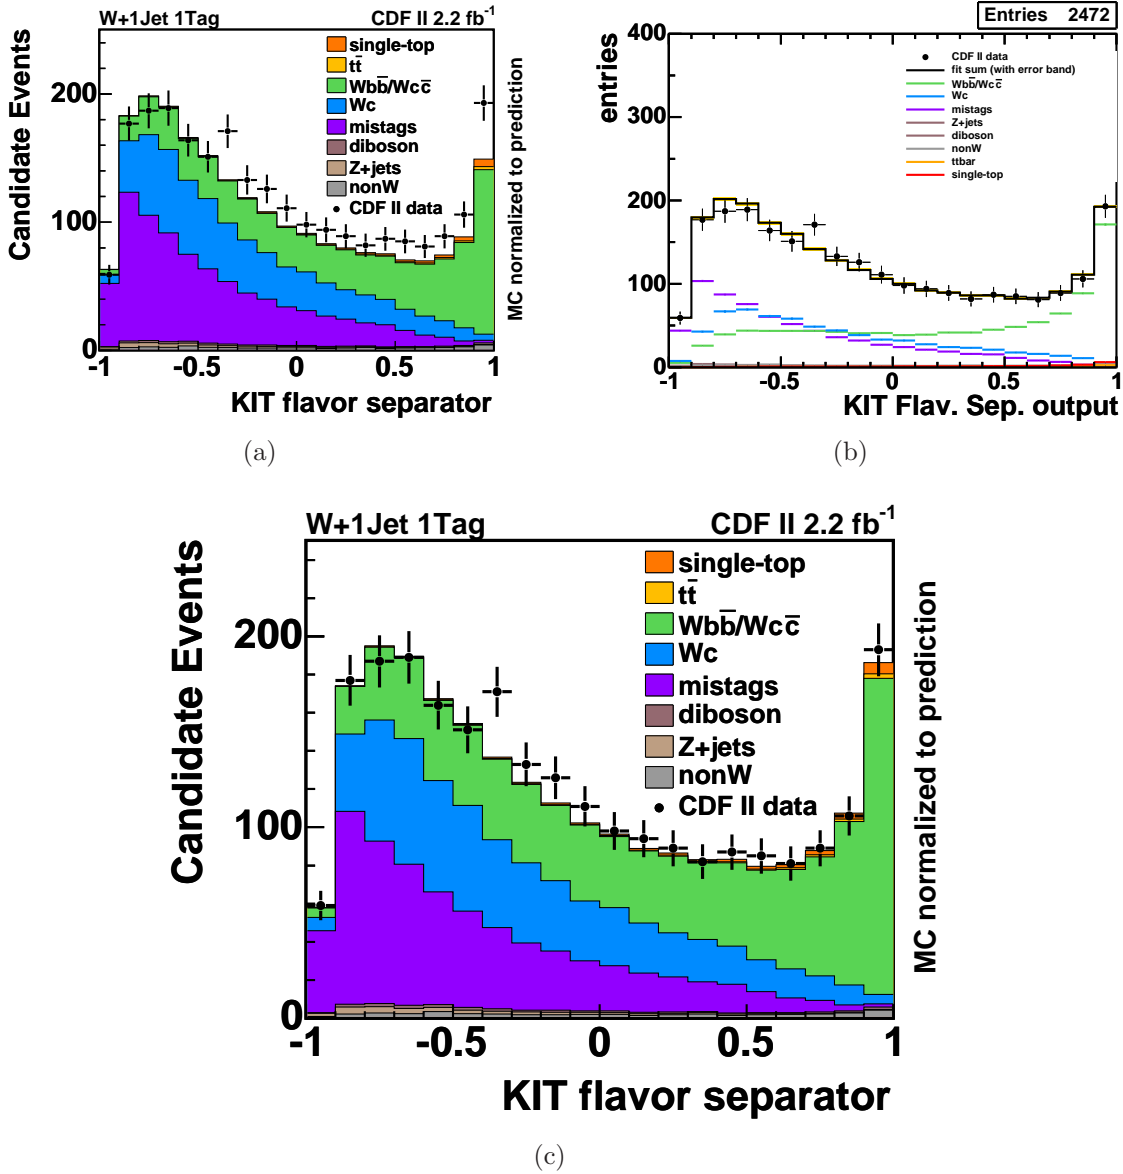 W+1Jet 1Tag CDF II 2.2 fb⁻¹
Candidate Events
200
100
0
-1 -0.5 0 0.5 1
KIT flavor separator
single-top
tt̄
Wbb̄/Wcc̄
Wc
mistags
diboson
Z+jets
nonW
CDF II data
MC normalized to prediction
(a)
Entries 2472
entries
400
300
200
100
0
-1 -0.5 0 0.5 1
KIT Flav. Sep. output
CDF II data
fit sum (with error band)
Wbb̄/Wcc̄
Wc
mistags
Z+jets
diboson
nonW
ttbar
single-top
(b)
W+1Jet 1Tag CDF II 2.2 fb⁻¹
Candidate Events
200
100
0
-1 -0.5 0 0.5 1
KIT flavor separator
single-top
tt̄
Wbb̄/Wcc̄
Wc
mistags
diboson
Z+jets
nonW
CDF II data
MC normalized to prediction
(c)